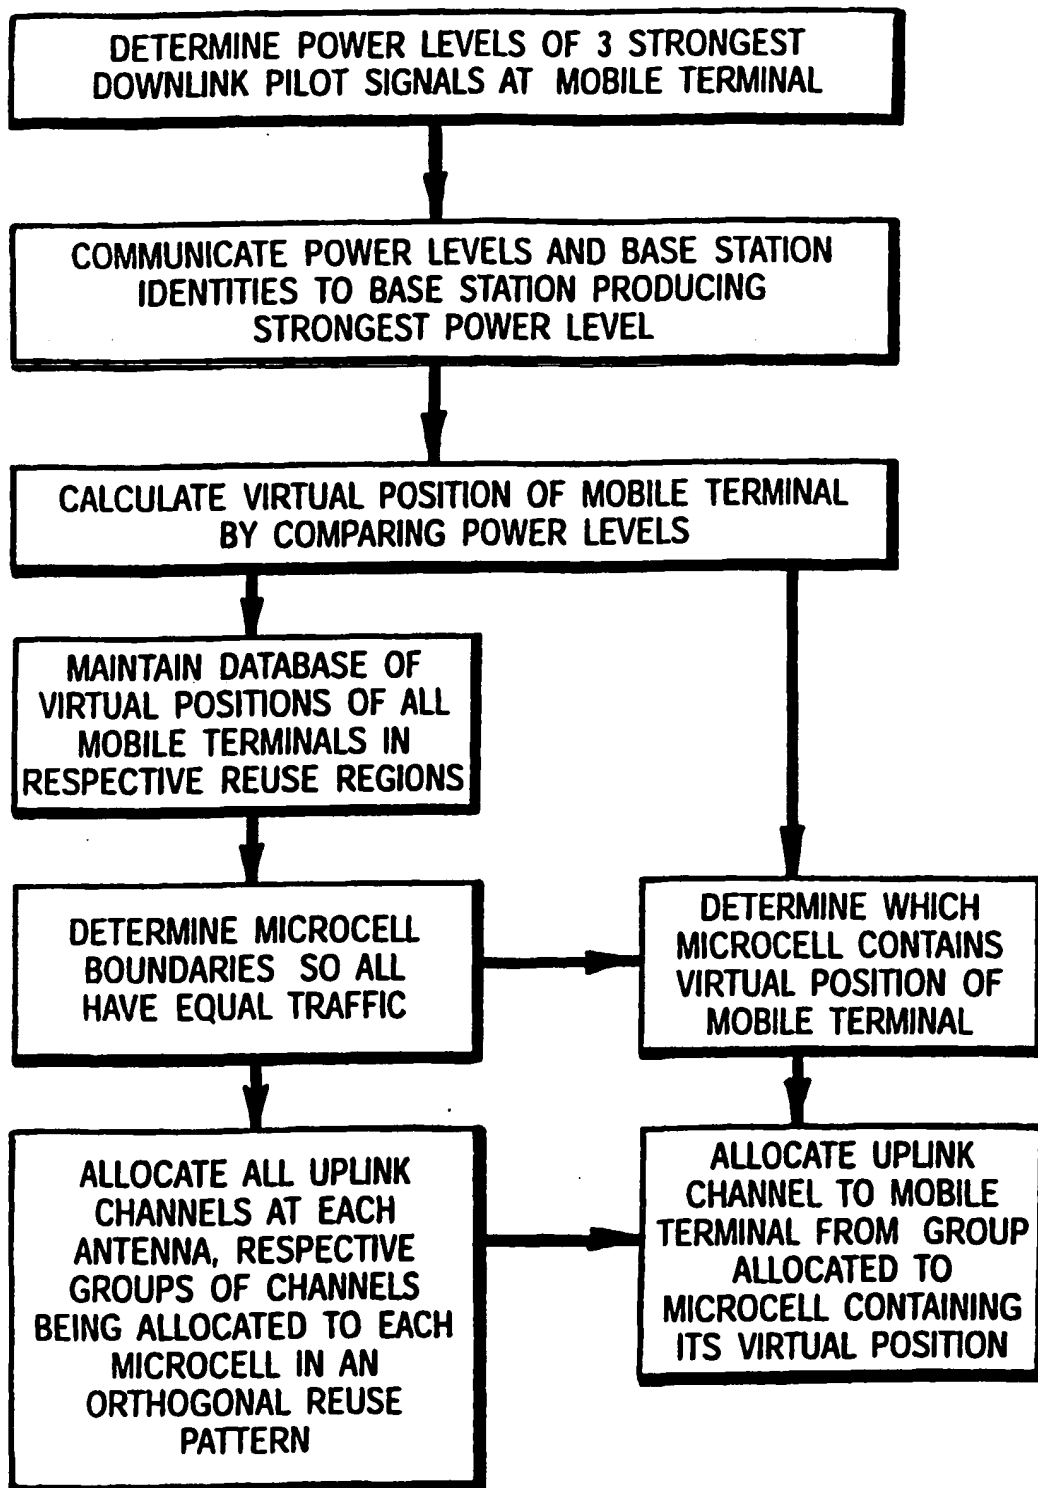 DETERMINE POWER LEVELS OF 3 STRONGEST
DOWNLINK PILOT SIGNALS AT MOBILE TERMINAL
COMMUNICATE POWER LEVELS AND BASE STATION
IDENTITIES TO BASE STATION PRODUCING
STRONGEST POWER LEVEL
CALCULATE VIRTUAL POSITION OF MOBILE TERMINAL
BY COMPARING POWER LEVELS
MAINTAIN DATABASE OF
VIRTUAL POSITIONS OF ALL
MOBILE TERMINALS IN
RESPECTIVE REUSE REGIONS
DETERMINE MICROCELL
BOUNDARIES SO ALL
HAVE EQUAL TRAFFIC
DETERMINE WHICH
MICROCELL CONTAINS
VIRTUAL POSITION OF
MOBILE TERMINAL
ALLOCATE ALL UPLINK
CHANNELS AT EACH
ANTENNA, RESPECTIVE
GROUPS OF CHANNELS
BEING ALLOCATED TO EACH
MICROCELL IN AN
ORTHOGONAL REUSE
PATTERN
ALLOCATE UPLINK
CHANNEL TO MOBILE
TERMINAL FROM GROUP
ALLOCATED TO
MICROCELL CONTAINING
ITS VIRTUAL POSITION